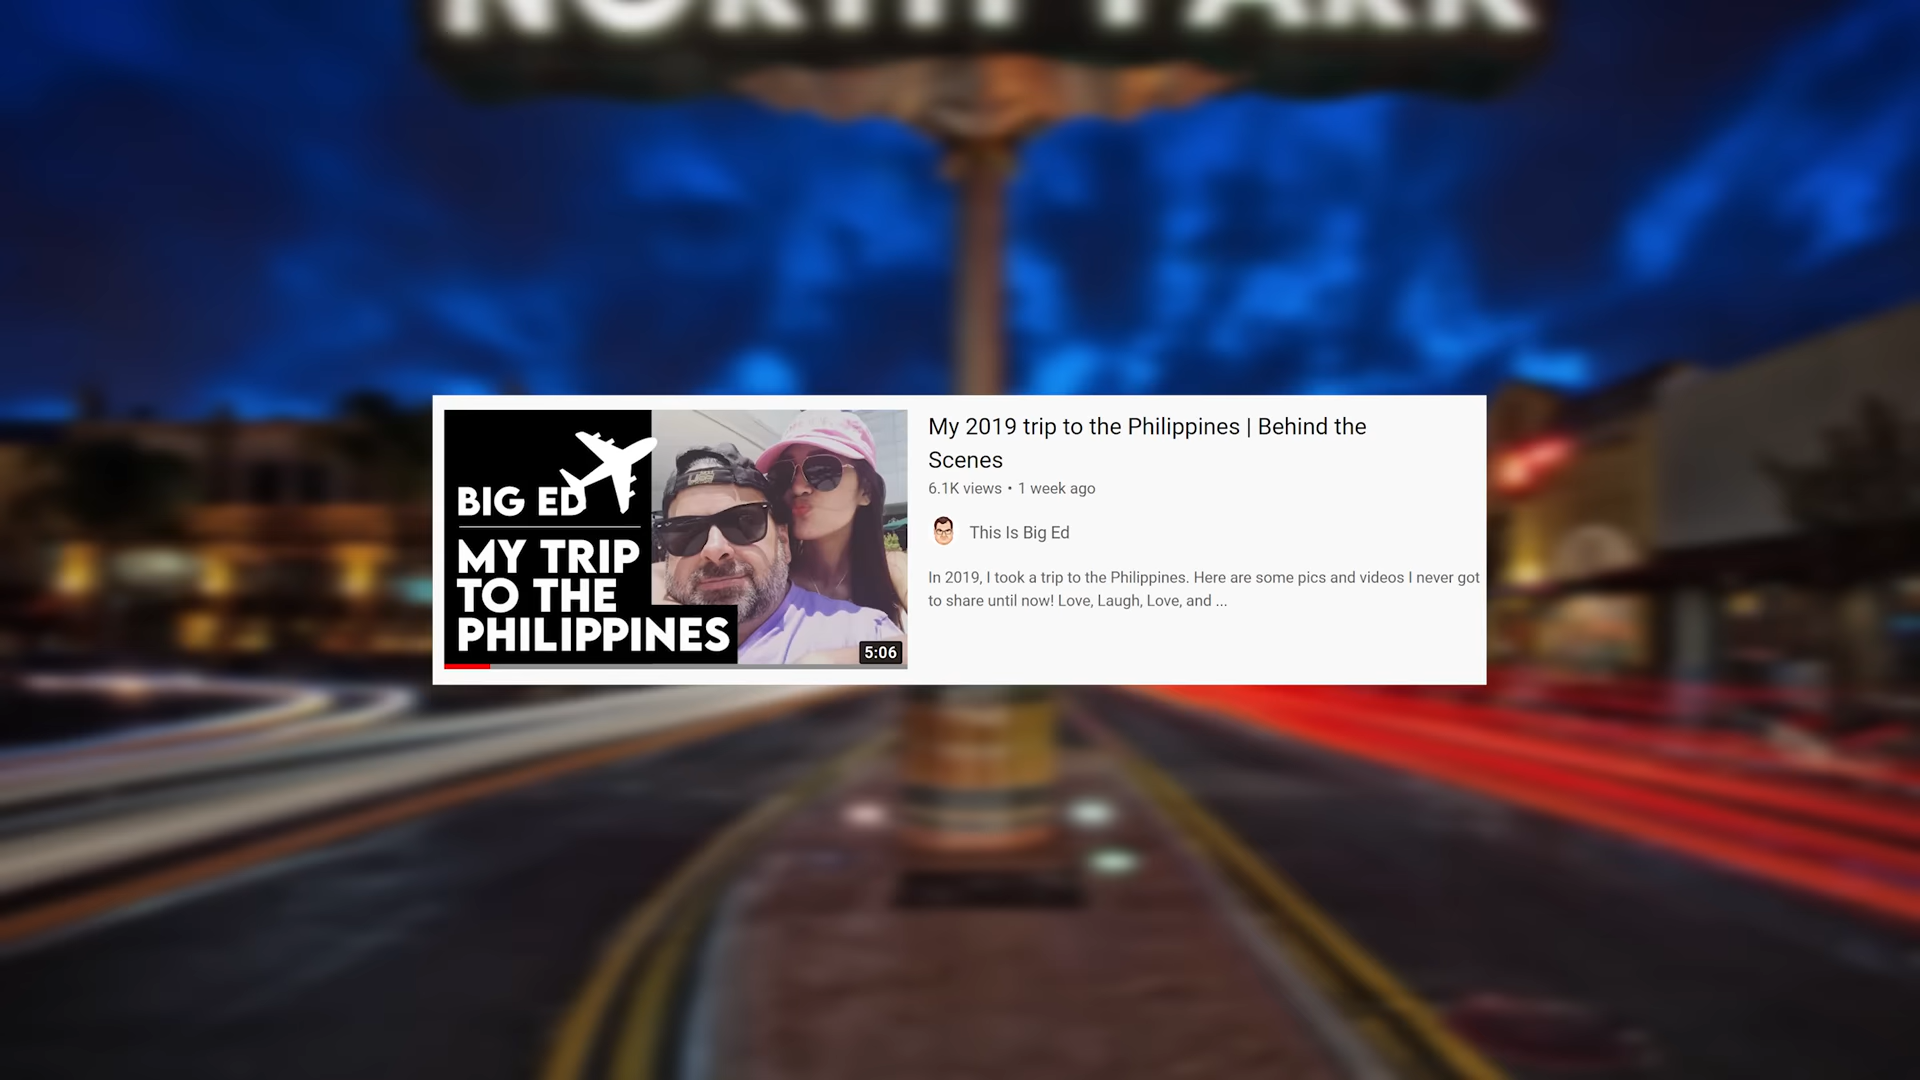 NORTH PARK
BIG ED
MY TRIP
TO THE
PHILIPPINES
5:06
My 2019 trip to the Philippines | Behind the
Scenes
6.1K views • 1 week ago
This Is Big Ed
In 2019, I took a trip to the Philippines. Here are some pics and videos I never got
to share until now! Love, Laugh, Love, and ...